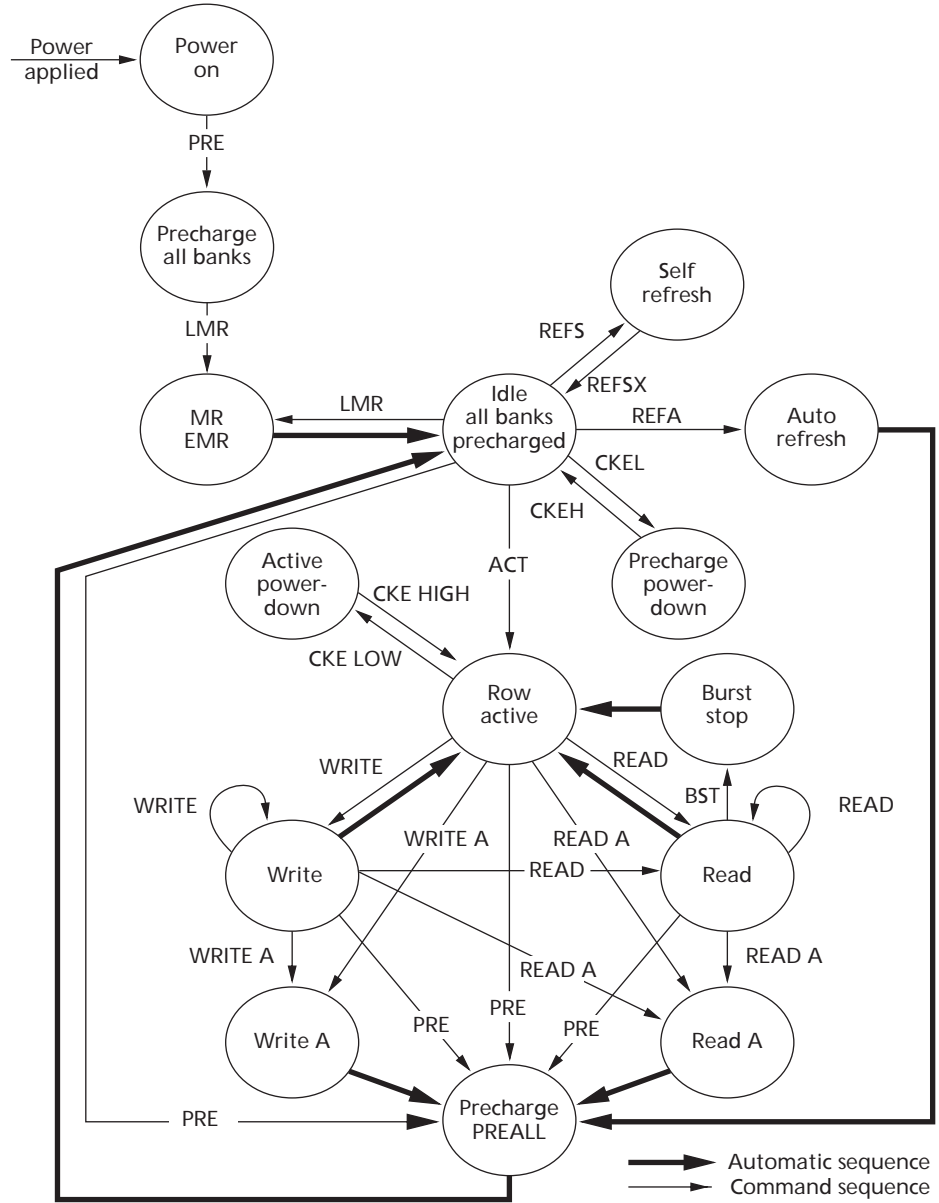 Power
applied
Power
on
PRE
Precharge
all banks
LMR
Self
refresh
REFS
REFSX
MR
EMR
LMR
Idle
all banks
precharged
REFA
Auto
refresh
CKEL
CKEH
Active
power-
down
CKE HIGH
CKE LOW
ACT
Precharge
power-
down
Row
active
Burst
stop
WRITE
READ
WRITE
BST
READ
WRITE A
READ A
Write
READ
Read
WRITE A
READ A
READ A
Write A
PRE
PRE
PRE
Read A
PRE
Precharge
PREALL
Automatic sequence
Command sequence